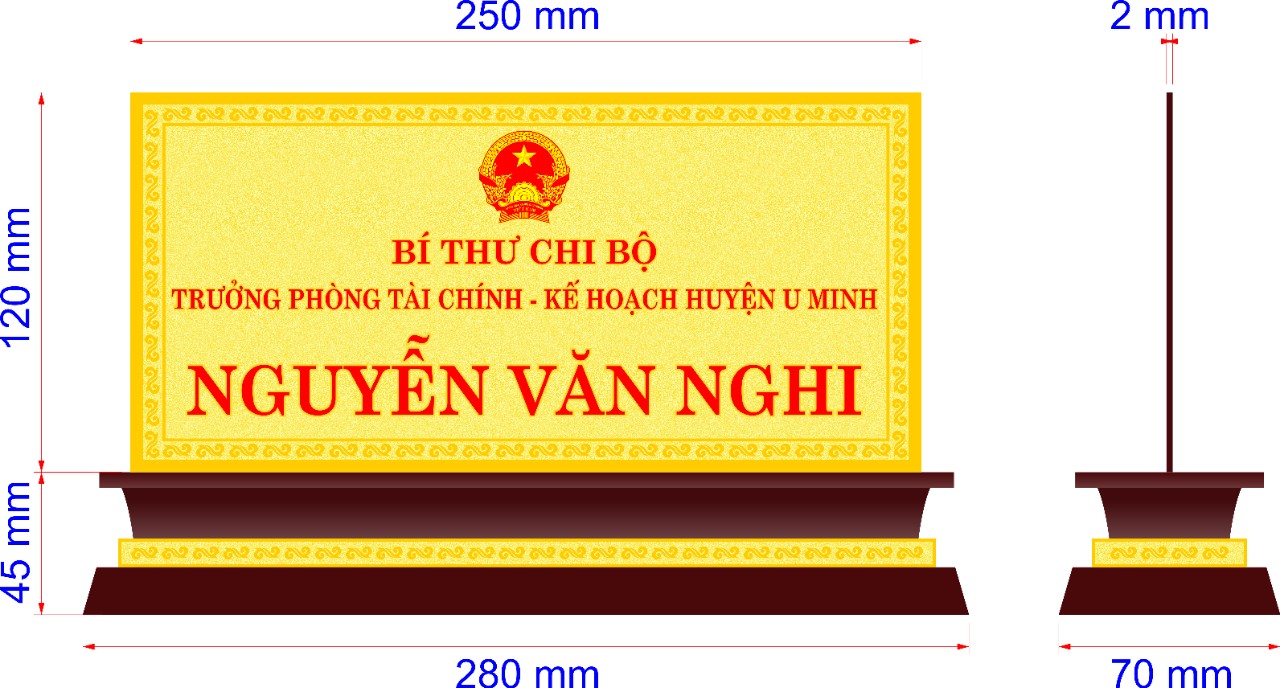 250 mm
2 mm
120 mm
BÍ THƯ CHI BỘ
TRƯỞNG PHÒNG TÀI CHÍNH - KẾ HOẠCH HUYỆN U MINH
NGUYỄN VĂN NGHI
45 mm
280 mm
70 mm